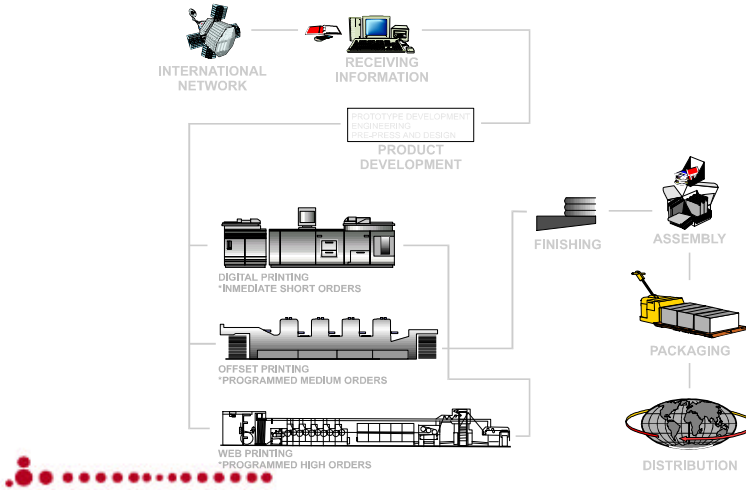 INTERNATIONAL
NETWORK
RECEIVING
INFORMATION
PROTOTYPE DEVELOPMENT
ENGINEERING
PRE-PRESS AND DESIGN
PRODUCT
DEVELOPMENT
DIGITAL PRINTING
*INMEDIATE SHORT ORDERS
OFFSET PRINTING
*PROGRAMMED MEDIUM ORDERS
WEB PRINTING
*PROGRAMMED HIGH ORDERS
FINISHING
ASSEMBLY
PACKAGING
DISTRIBUTION